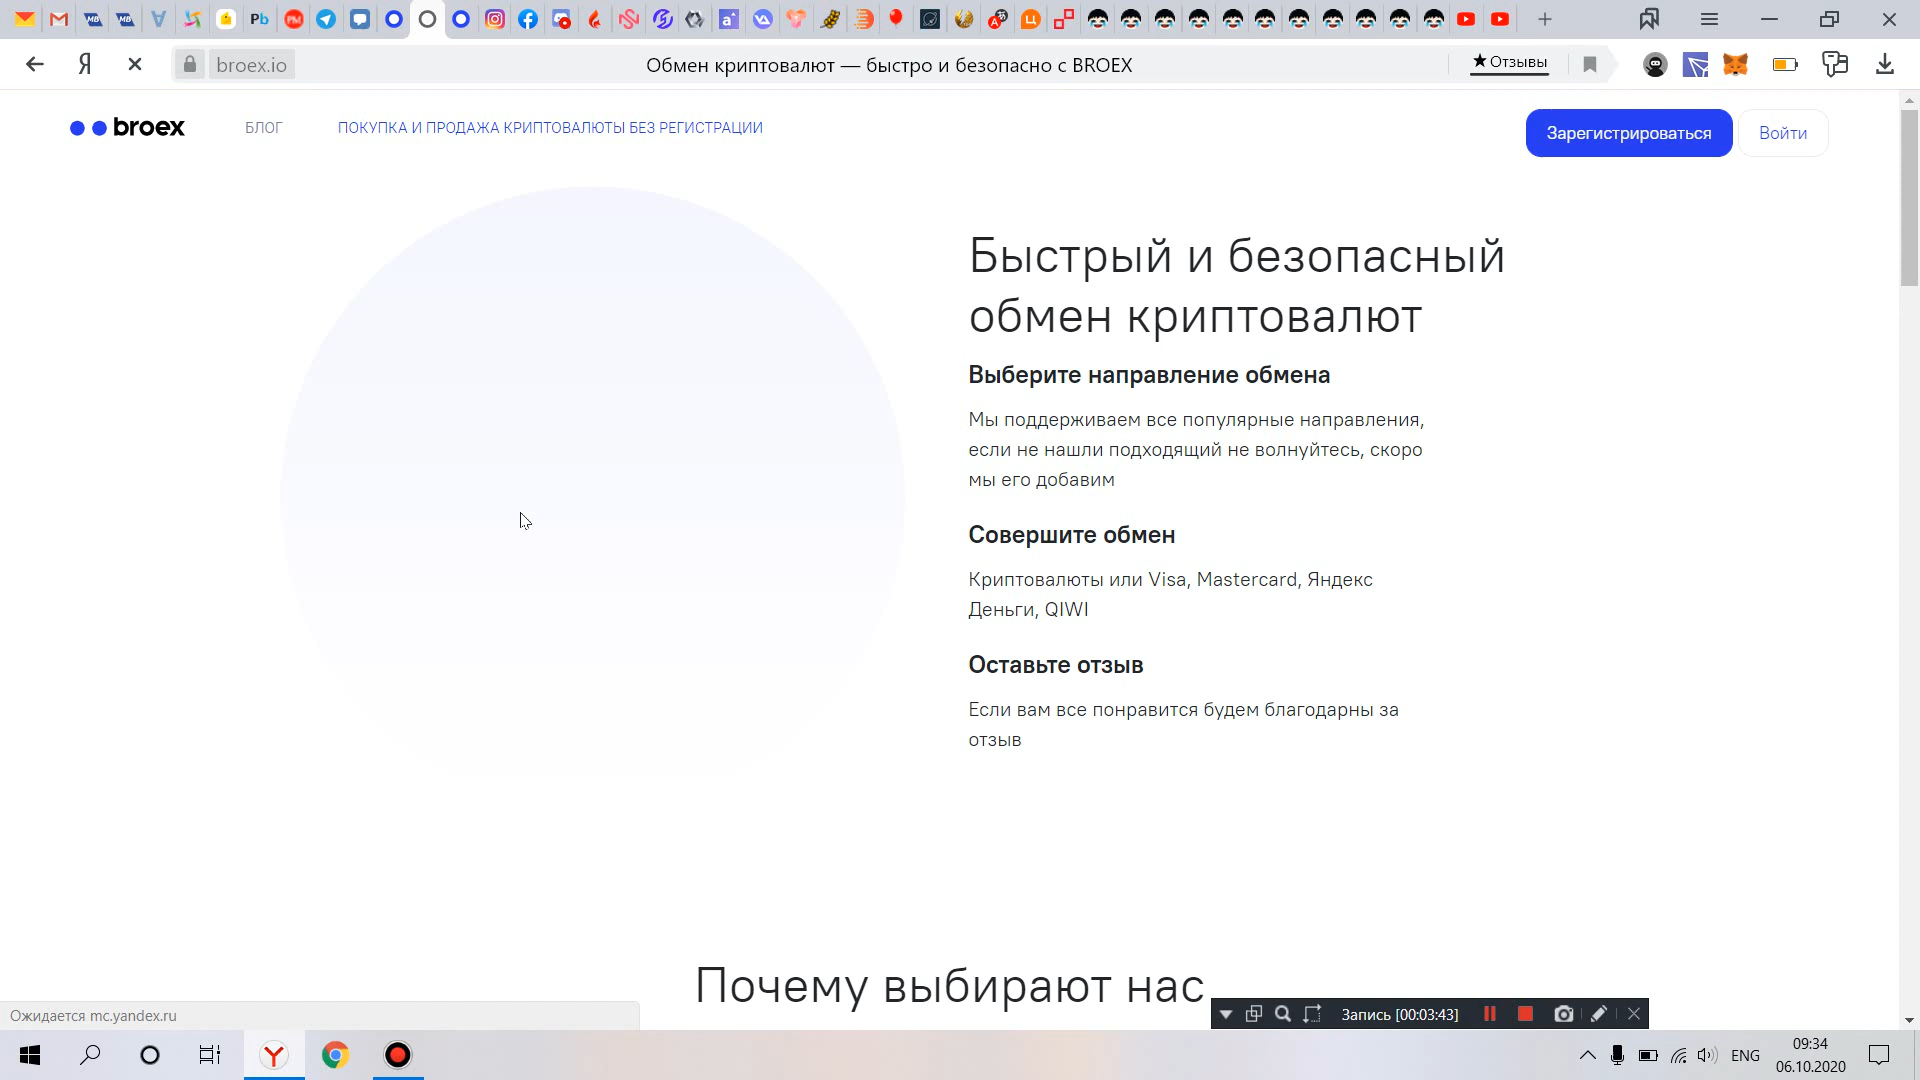 broex.io
Обмен криптовалют — быстро и безопасно с BROEX
★ Отзывы
broex
БЛОГ
ПОКУПКА И ПРОДАЖА КРИПТОВАЛЮТЫ БЕЗ РЕГИСТРАЦИИ
Зарегистрироваться
Войти
Быстрый и безопасный
обмен криптовалют
Выберите направление обмена
Мы поддерживаем все популярные направления,
если не нашли подходящий не волнуйтесь, скоро
мы его добавим
Совершите обмен
Криптовалюты или Visa, Mastercard, Яндекс
Деньги, QIWI
Оставьте отзыв
Если вам все понравится будем благодарны за
отзыв
Почему выбирают нас
Ожидается mc.yandex.ru
Запись [00:03:43]
ENG
09:34
06.10.2020